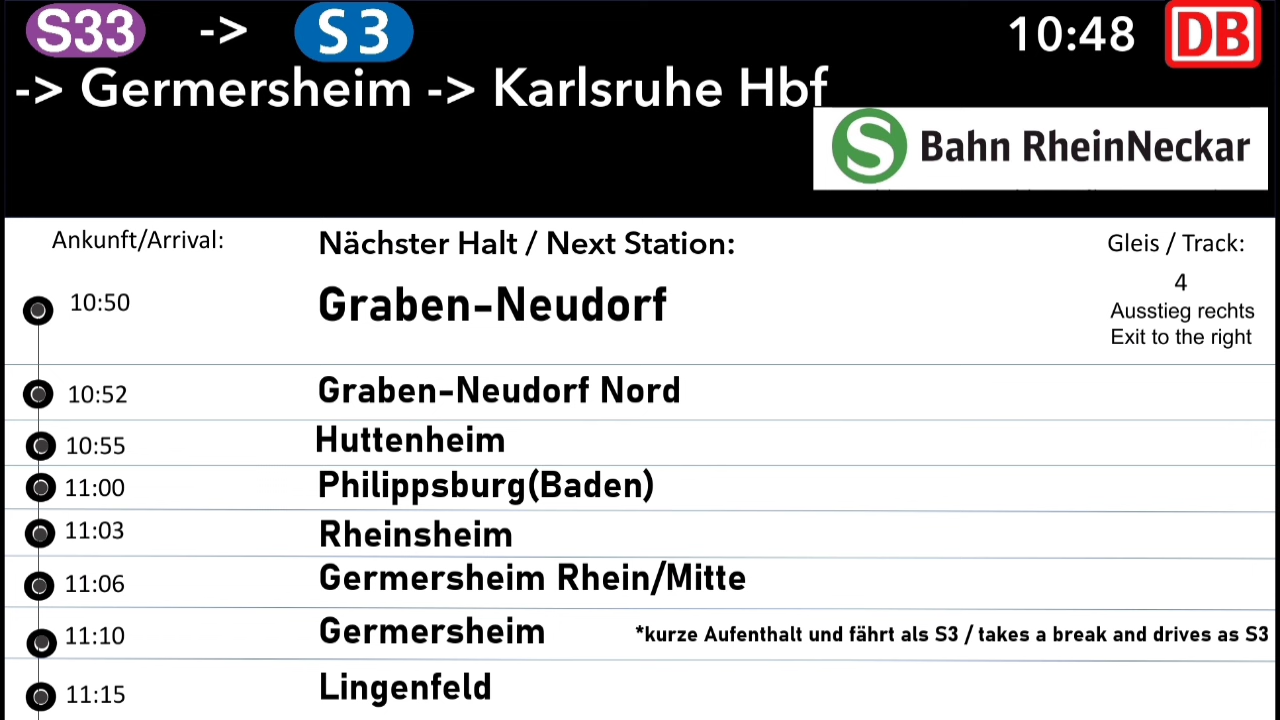 S33 -> S3 10:48 DB
-> Germersheim -> Karlsruhe Hbf
S Bahn RheinNeckar
Ankunft/Arrival: Nächster Halt / Next Station: Gleis / Track:
10:50 Graben-Neudorf 4
Ausstieg rechts
Exit to the right
10:52 Graben-Neudorf Nord
10:55 Huttenheim
11:00 Philippsburg(Baden)
11:03 Rheinsheim
11:06 Germersheim Rhein/Mitte
11:10 Germersheim *kurze Aufenthalt und fährt als S3 / takes a break and drives as S3
11:15 Lingenfeld